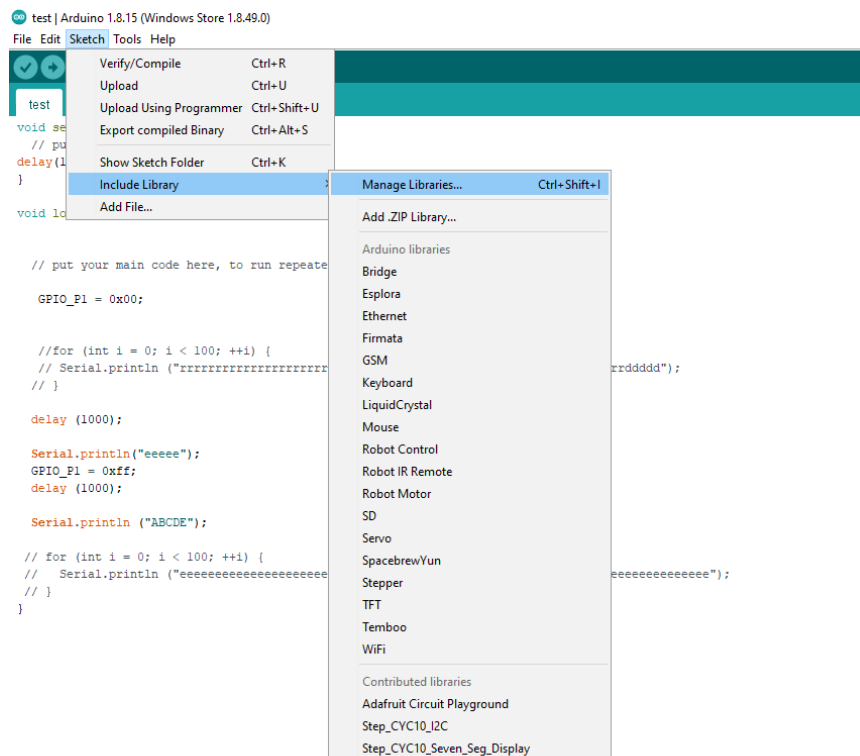 test | Arduino 1.8.15 (Windows Store 1.8.49.0)
File Edit Sketch Tools Help
Verify/Compile Ctrl+R
Upload Ctrl+U
Upload Using Programmer Ctrl+Shift+U
Export compiled Binary Ctrl+Alt+S
Show Sketch Folder Ctrl+K
Include Library
Add File...
Manage Libraries... Ctrl+Shift+I
Add .ZIP Library...
Arduino libraries
Bridge
Esplora
Ethernet
Firmata
GSM
Keyboard
LiquidCrystal
Mouse
Robot Control
Robot IR Remote
Robot Motor
SD
Servo
SpacebrewYun
Stepper
TFT
Temboo
WiFi
Contributed libraries
Adafruit Circuit Playground
Step_CYC10_I2C
Step_CYC10_Seven_Seg_Display
test
void se
// pu
delay(1
}
void lo
// put your main code here, to run repeate
GPIO_P1 = 0x00;
//for (int i = 0; i < 100; ++i) {
// Serial.println ("rrrrrrrrrrrrrrrrrrrrr rrddddd");
// }
delay (1000);
Serial.println("eeeee");
GPIO_P1 = 0xff;
delay (1000);
Serial.println ("ABCDE");
// for (int i = 0; i < 100; ++i) {
// Serial.println ("eeeeeeeeeeeeeeeeeeeee eeeeeeeeeeeeee");
// }
}